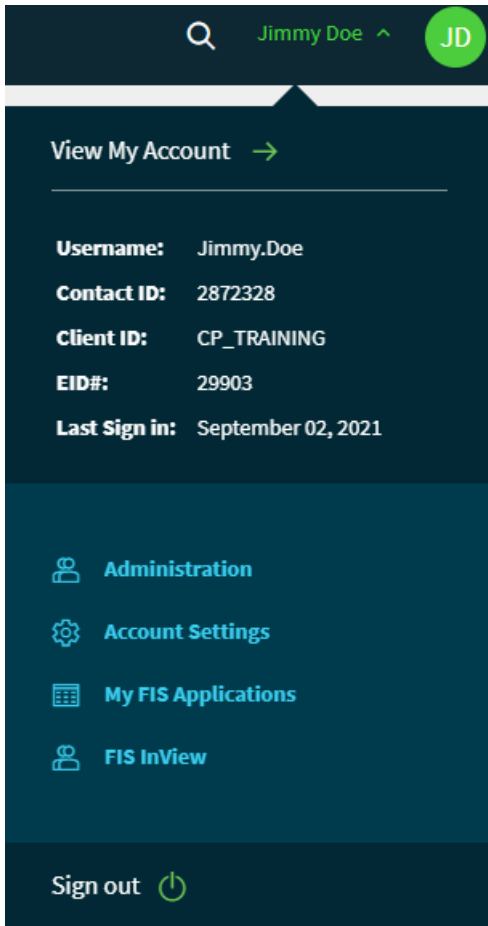 Jimmy Doe
JD
View My Account
Username: Jimmy.Doe
Contact ID: 2872328
Client ID: CP_TRAINING
EID#: 29903
Last Sign in: September 02, 2021
Administration
Account Settings
My FIS Applications
FIS InView
Sign out